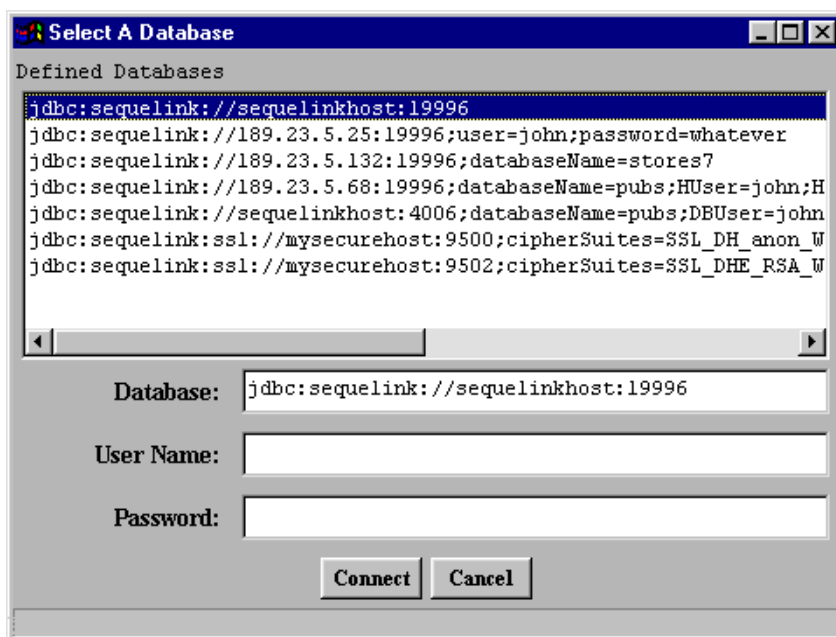 Select A Database
Defined Databases
jdbc:sequelink://sequelinkhost:19996
jdbc:sequelink://189.23.5.25:19996;user=john;password=whatever
jdbc:sequelink://189.23.5.132:19996;databaseName=stores7
jdbc:sequelink://189.23.5.68:19996;databaseName=pubs;HUser=john;H
jdbc:sequelink://sequelinkhost:4006;databaseName=pubs;DBUser=john
jdbc:sequelink:ssl://mysecurehost:9500;cipherSuites=SSL_DH_anon_W
jdbc:sequelink:ssl://mysecurehost:9502;cipherSuites=SSL_DHE_RSA_W
Database: jdbc:sequelink://sequelinkhost:19996
User Name:
Password:
Connect Cancel